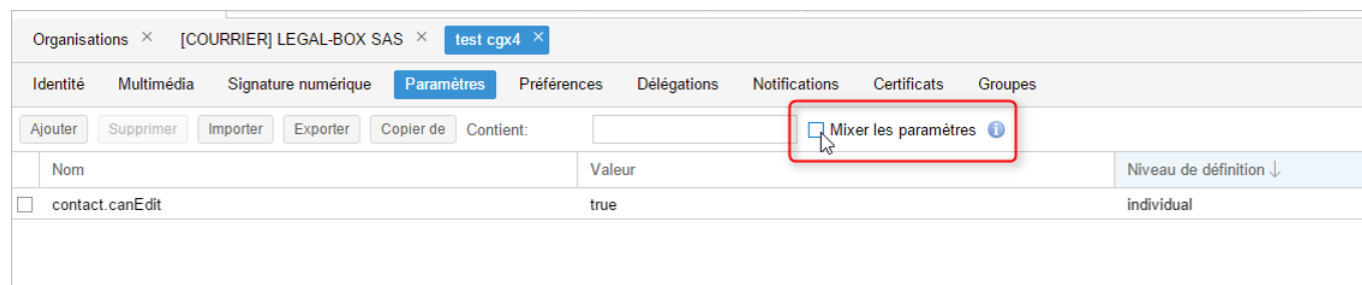 Organisations × [COURRIER] LEGAL-BOX SAS × test cgx4 ×
Identité Multimédia Signature numérique Paramètres Préférences Délégations Notifications Certificats Groupes
Ajouter Supprimer Importer Exporter Copier de Contient: Mixer les paramètres i
Nom Valeur Niveau de définition ↓
contact.canEdit true individual